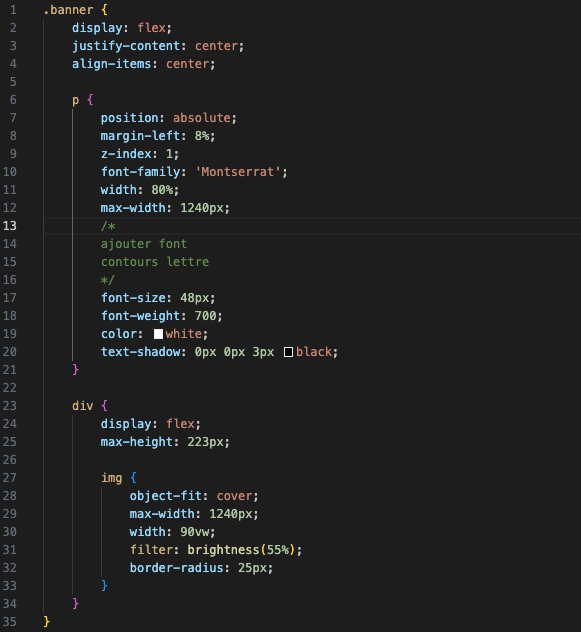 1 .banner {
2 display: flex;
3 justify-content: center;
4 align-items: center;
5
6 p {
7 position: absolute;
8 margin-left: 8%;
9 z-index: 1;
10 font-family: 'Montserrat';
11 width: 80%;
12 max-width: 1240px;
13 /*
14 ajouter font
15 contours lettre
16 */
17 font-size: 48px;
18 font-weight: 700;
19 color: white;
20 text-shadow: 0px 0px 3px black;
21 }
22
23 div {
24 display: flex;
25 max-height: 223px;
26
27 img {
28 object-fit: cover;
29 max-width: 1240px;
30 width: 90vw;
31 filter: brightness(55%);
32 border-radius: 25px;
33 }
34 }
35 }